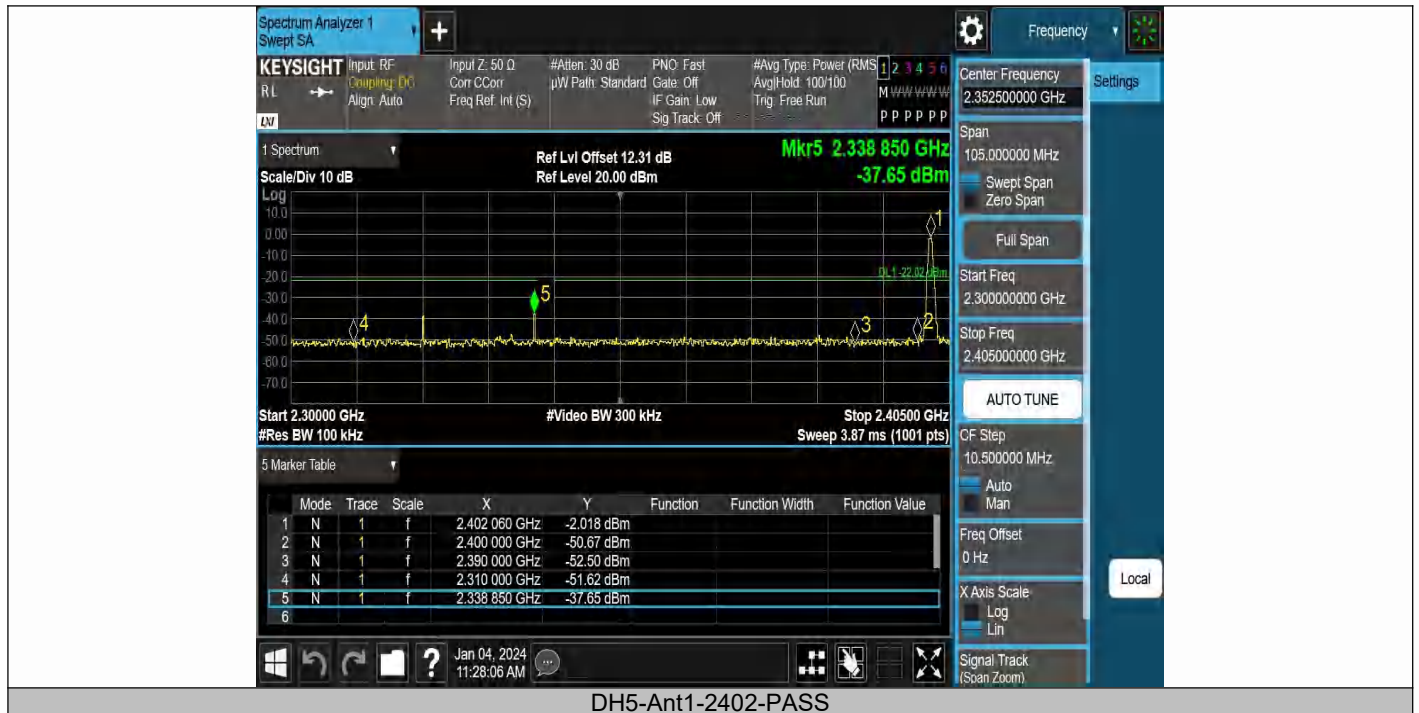 Spectrum Analyzer 1
Swept SA
+
Frequency
KEYSIGHT
RL
LXI
Input: RF
Coupling: DC
Align: Auto
Input Z: 50 Ω
Corr CCorr
Freq Ref: Int (S)
#Atten: 30 dB
µW Path: Standard
PNO: Fast
Gate: Off
IF Gain: Low
Sig Track: Off
#Avg Type: Power (RMS
Avg|Hold: 100/100
Trig: Free Run
1 2 3 4 5 6
M W W W W W
P P P P P P
1 Spectrum
Scale/Div 10 dB
Log
Ref Lvl Offset 12.31 dB
Ref Level 20.00 dBm
Mkr5 2.338 850 GHz
-37.65 dBm
10.0
0.00
-10.0
-20.0
-30.0
-40.0
-50.0
-60.0
-70.0
1
DL1 -22.02 dBm
5
4
3
2
Start 2.30000 GHz
#Res BW 100 kHz
#Video BW 300 kHz
Stop 2.40500 GHz
Sweep 3.87 ms (1001 pts)
5 Marker Table
Mode Trace Scale X Y Function Function Width Function Value
1 N 1 f 2.402 060 GHz -2.018 dBm
2 N 1 f 2.400 000 GHz -50.67 dBm
3 N 1 f 2.390 000 GHz -52.50 dBm
4 N 1 f 2.310 000 GHz -51.62 dBm
5 N 1 f 2.338 850 GHz -37.65 dBm
6
?
Jan 04, 2024
11:28:06 AM
Center Frequency
2.352500000 GHz
Settings
Span
105.000000 MHz
Swept Span
Zero Span
Full Span
Start Freq
2.300000000 GHz
Stop Freq
2.405000000 GHz
AUTO TUNE
CF Step
10.500000 MHz
Auto
Man
Freq Offset
0 Hz
Local
X Axis Scale
Log
Lin
Signal Track
(Span Zoom)
DH5-Ant1-2402-PASS